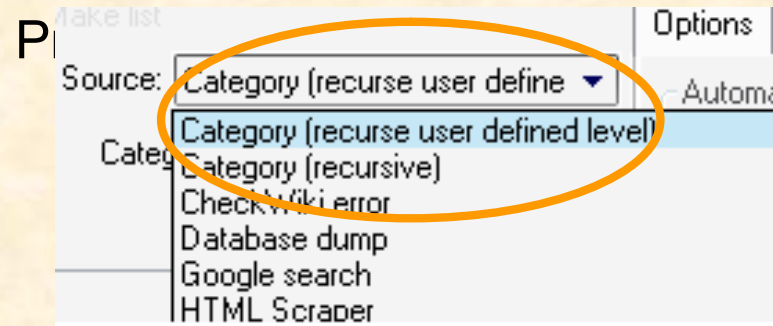 Make list
Options
Pr
Source: Category (recurse user define
Automa
Category (recurse user defined level)
Categ
Category (recursive)
CheckWiki error
Database dump
Google search
HTML Scraper